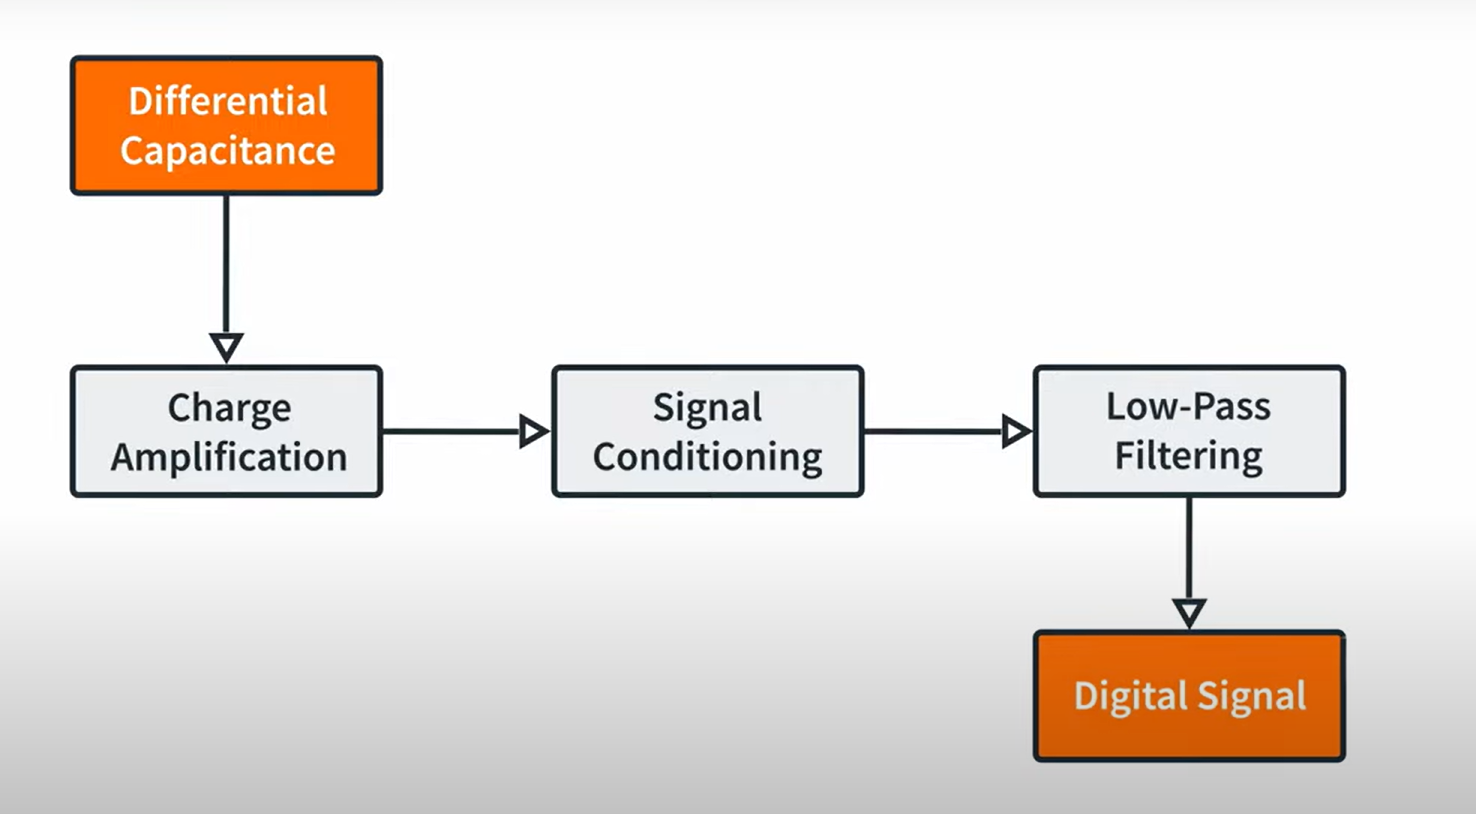 Differential
Capacitance
Charge
Amplification
Signal
Conditioning
Low-Pass
Filtering
Digital Signal